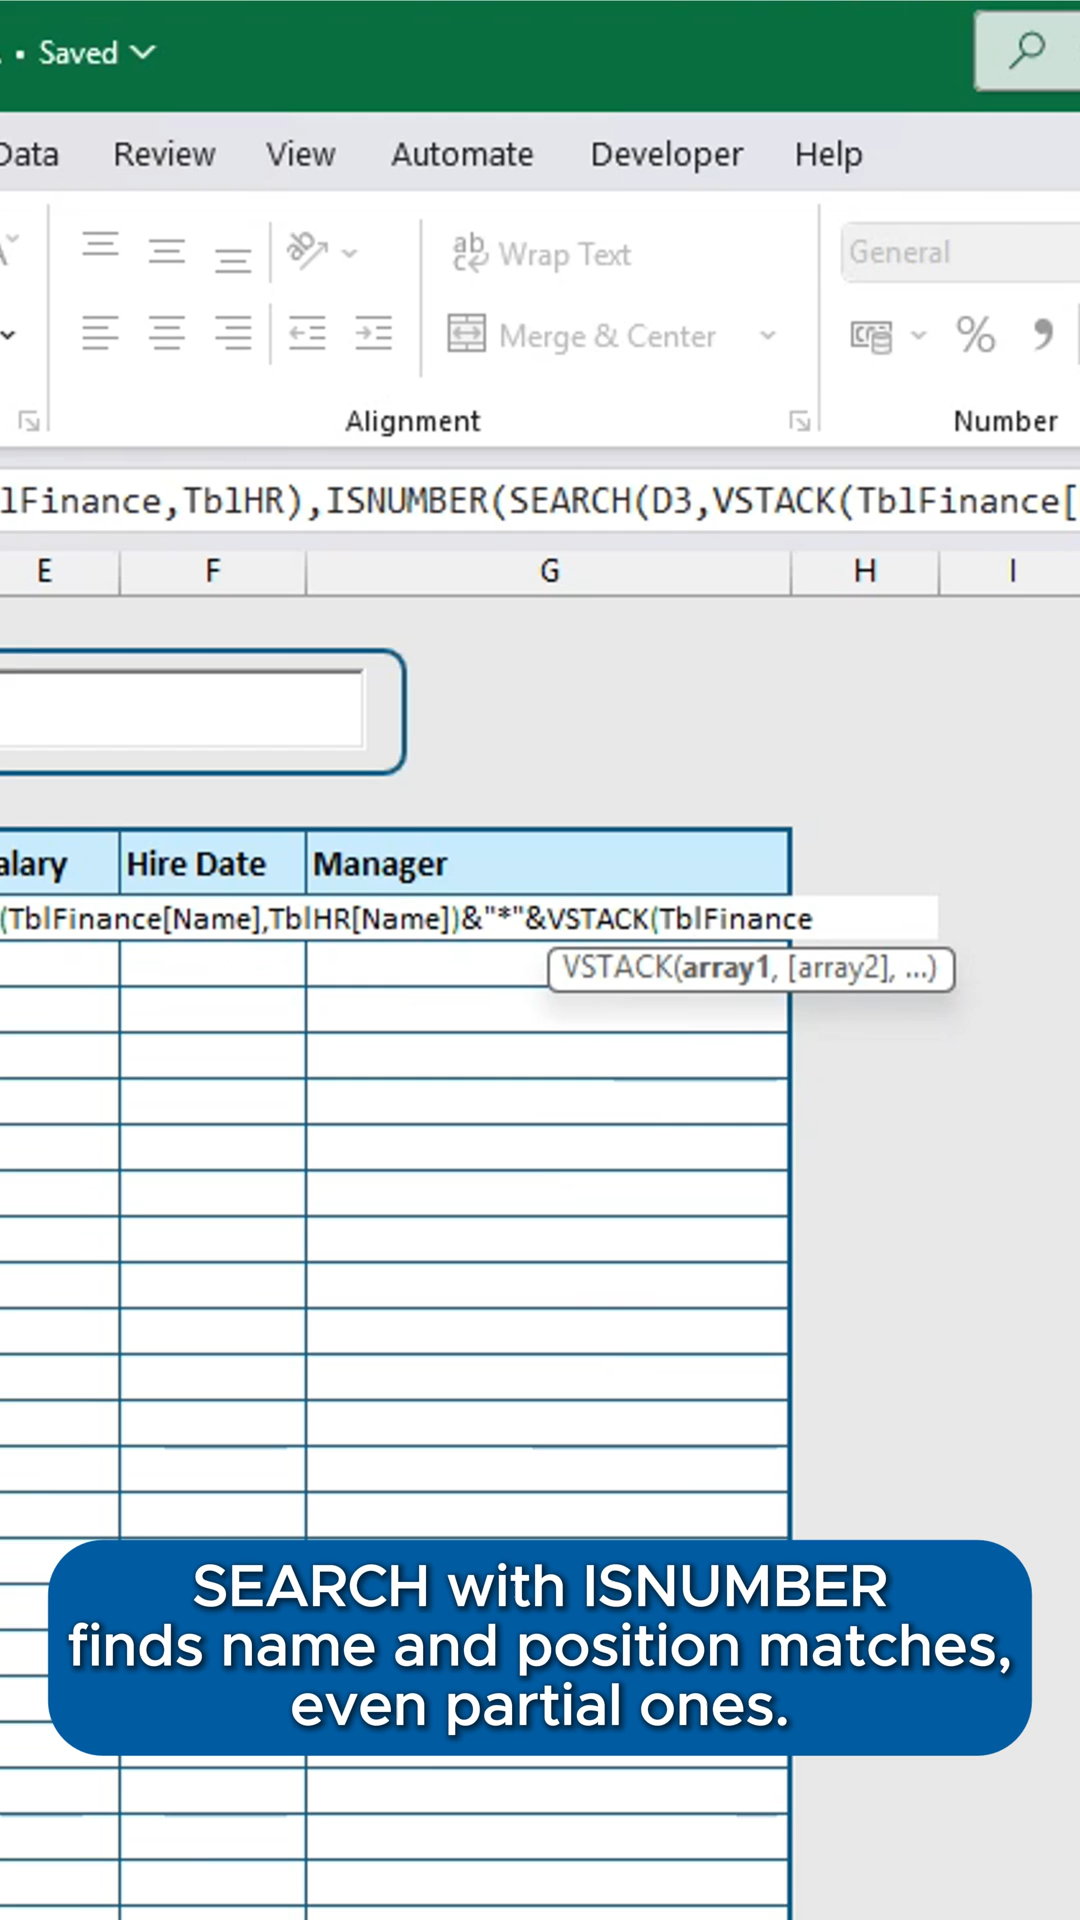 • Saved
Data Review View Automate Developer Help
ab Wrap Text General
Merge & Center % ,
Alignment Number
lFinance,TblHR),ISNUMBER(SEARCH(D3,VSTACK(TblFinance[
E F G H I
alary Hire Date Manager
(TblFinance[Name],TblHR[Name])&"*"&VSTACK(TblFinance
VSTACK(array1, [array2], ...)
SEARCH with ISNUMBER
finds name and position matches,
even partial ones.